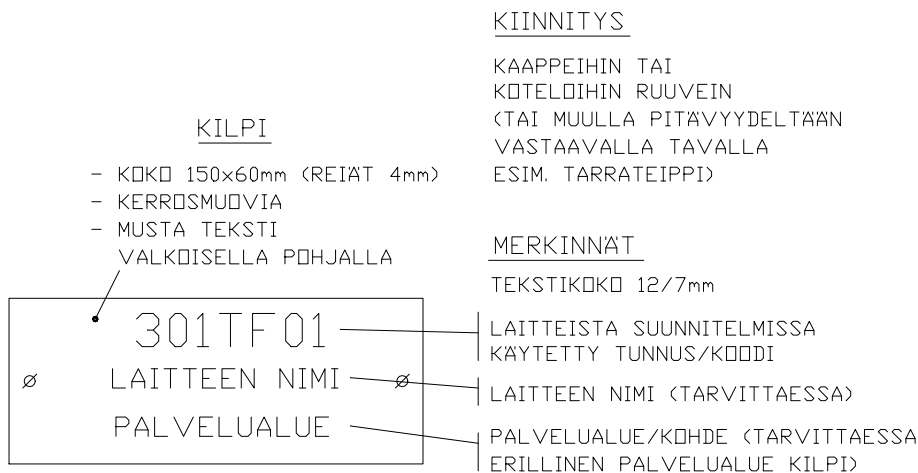 KIINNITYS
KAAPPEIHIN TAI
KOTELOIHIN RUUVEIN
(TAI MUULLA PITÄVYYDELTÄÄN
VASTAAVALLA TAVALLA
ESIM. TARRATEIPPI)
KILPI
- KOKO 150x60mm (REIÄT 4mm)
- KERROSMUOVIA
- MUSTA TEKSTI
VALKOISELLA POHJALLA
MERKINNÄT
TEKSTIKOKO 12/7mm
301TF01
LAITTEEN NIMI
PALVELUALUE
LAITTEISTA SUUNNITELMISSA
KÄYTETTY TUNNUS/KOODI
LAITTEEN NIMI (TARVITTAESSA)
PALVELUALUE/KOHDE (TARVITTAESSA
ERILLINEN PALVELUALUE KILPI)